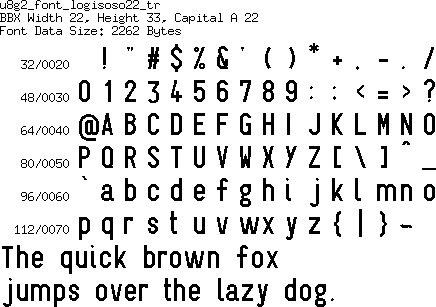 u8g2_font_logisoso22_tr
BBX Width 22, Height 33, Capital A 22
Font Data Size: 2262 Bytes
32/0020 ! " # $ % & ' ( ) * + , - . /
48/0030 0 1 2 3 4 5 6 7 8 9 : ; < = > ?
64/0040 @ A B C D E F G H I J K L M N O
80/0050 P Q R S T U V W X Y Z [ \ ] ^ _
96/0060 ` a b c d e f g h i j k l m n o
112/0070 p q r s t u v w x y z { | } ~
The quick brown fox
jumps over the lazy dog.